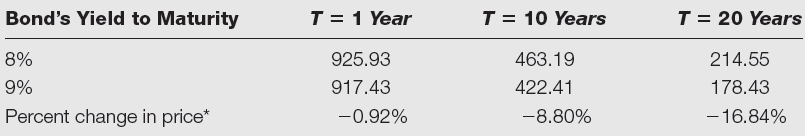 Bond's Yield to Maturity T = 1 Year T = 10 Years T = 20 Years
8% 925.93 463.19 214.55
9% 917.43 422.41 178.43
Percent change in price* −0.92% −8.80% −16.84%